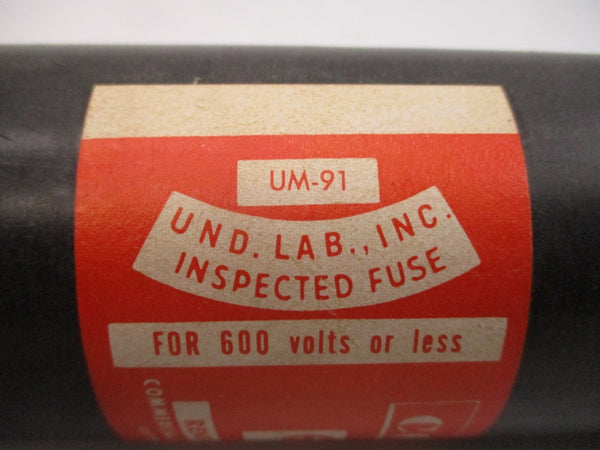 UM-91
UND. LAB., INC.
INSPECTED FUSE
FOR 600 volts or less